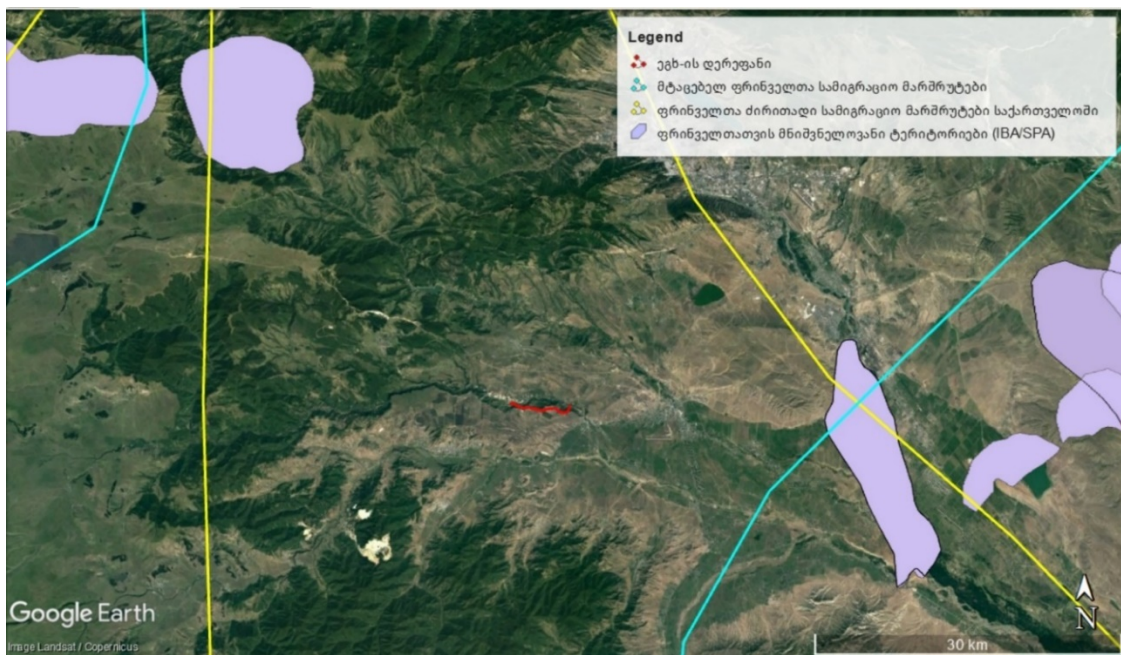 Legend
ეგხ-ის დერეფანი
მტაცებელ ფრინველთა სამიგრაციო მარშრუტები
ფრინველთა ძირითადი სამიგრაციო მარშრუტები საქართველოში
ფრინველთათვის მნიშვნელოვანი ტერიტორიები (IBA/SPA)
Google Earth
N
Image Landsat / Copernicus
30 km